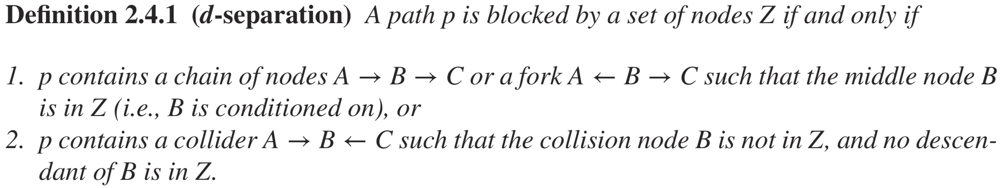 Definition 2.4.1 (d-separation) A path p is blocked by a set of nodes Z if and only if
1. p contains a chain of nodes A → B → C or a fork A ← B → C such that the middle node B
is in Z (i.e., B is conditioned on), or
2. p contains a collider A → B ← C such that the collision node B is not in Z, and no descen-
dant of B is in Z.